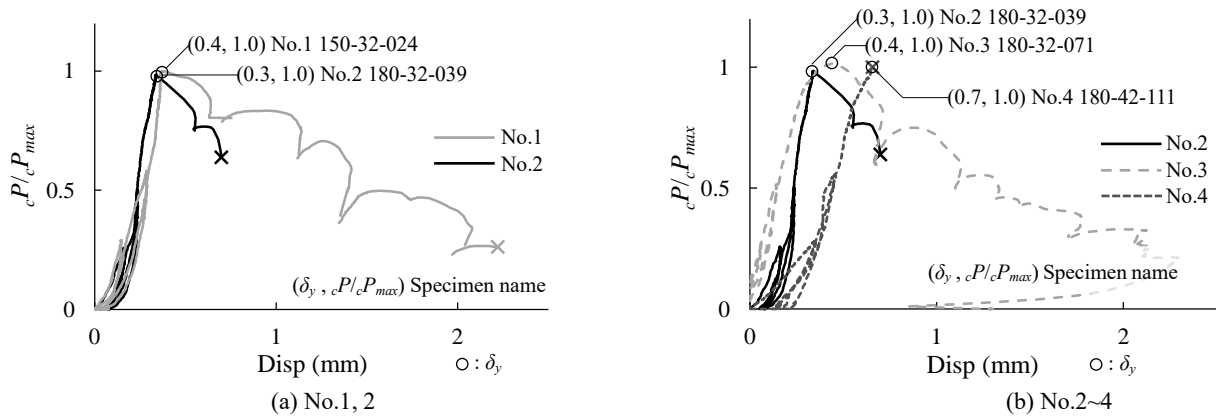 (0.4, 1.0) No.1 150-32-024
(0.3, 1.0) No.2 180-32-039
1
0.5
0
cP/cPmax
No.1
No.2
(δy , cP/cPmax) Specimen name
0 1 2
Disp (mm)
○ : δy
(a) No.1, 2
(0.3, 1.0) No.2 180-32-039
(0.4, 1.0) No.3 180-32-071
(0.7, 1.0) No.4 180-42-111
1
0.5
0
cP/cPmax
No.2
No.3
No.4
(δy , cP/cPmax) Specimen name
0 1 2
Disp (mm)
○ : δy
(b) No.2~4